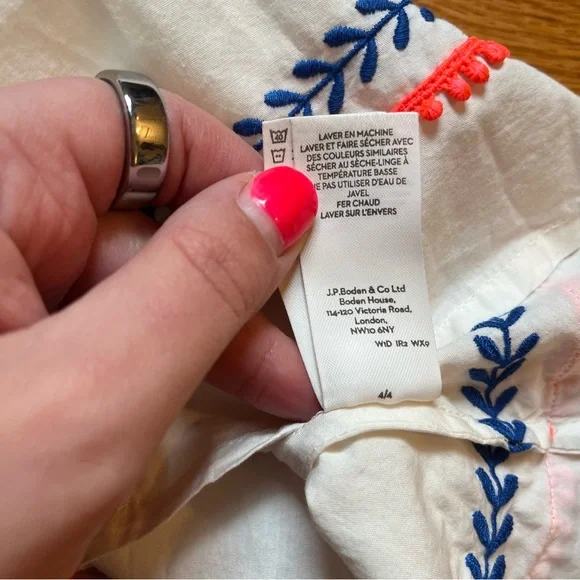 40
LAVER EN MACHINE
LAVER ET FAIRE SÉCHER AVEC
DES COULEURS SIMILAIRES
SÉCHER AU SÈCHE-LINGE À
TEMPÉRATURE BASSE
PAS UTILISER D'EAU DE
JAVEL
FER CHAUD
LAVER SUR L'ENVERS
J.P.Boden & Co Ltd
Boden House,
114-120 Victoria Road,
London,
NW10 6NY
W1D IR2 WX9
4/4